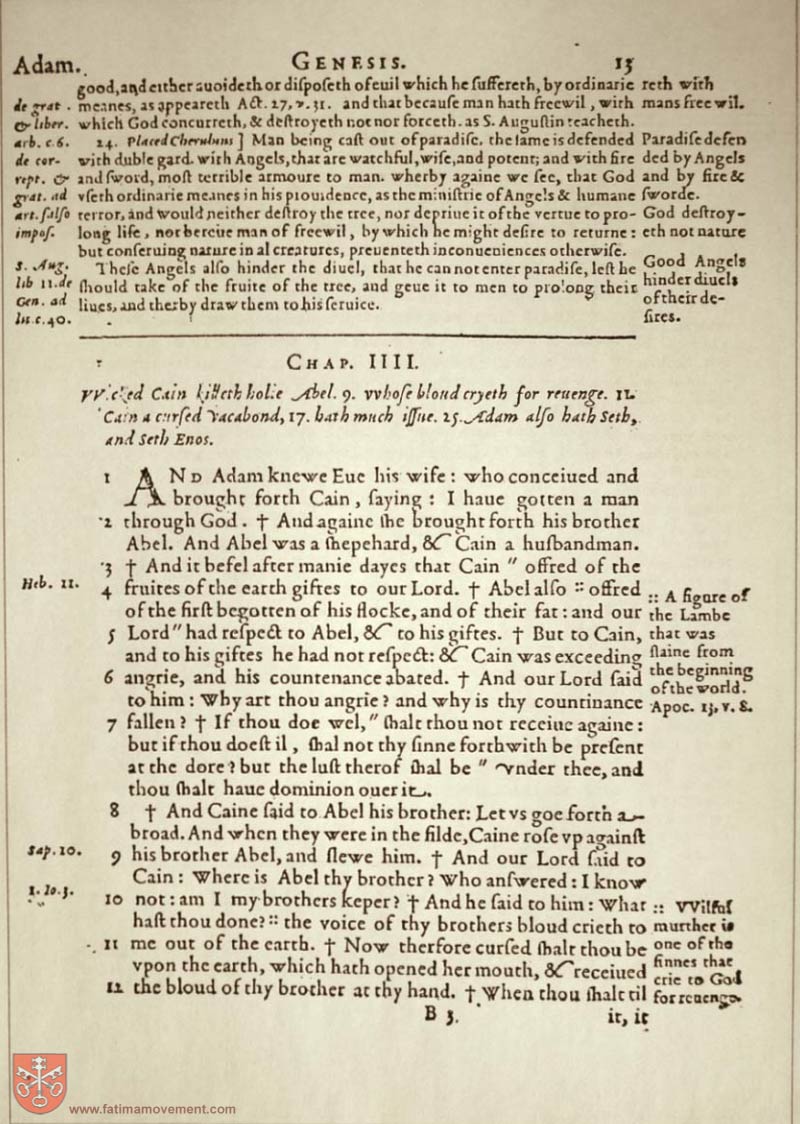 Adam. GENESIS. 15
good, and either auoideth or disposeth of euil which he suffereth, by ordinarie
meanes, as appeareth Act. 27, v. 31. and that because man hath freewil, with
which God concurreth, & destroyeth not nor forceth. as S. Augustin teacheth.
24. Placed Cherubins ] Man being cast out of paradise. the same is defended
with duble gard. with Angels, that are watchful, wise, and potent; and with fire
and sword, most terrible armoure to man. wherby againe we see, that God
vseth ordinarie meanes in his prouidence, as the ministrie of Angels & humane
terror, and would neither destroy the tree, nor depriue it of the vertue to pro-
long life, nor bereue man of freewil, by which he might desire to returne:
but conseruing nature in al creatures, preuenteth inconueniences otherwise.
These Angels also hinder the diuel, that he can not enter paradise, lest he
should take of the fruite of the tree, and geue it to men to prolong their
liues, and therby draw them to his seruice.
de grat.
& liber.
arb. c. 6.
de cor-
rept. &
grat. ad
art. falso
impos.
S. Aug.
lib 11. de
Gen. ad
lit c. 40.
reth with
mans freewil.
Paradise defen
ded by Angels
and by fire &
sworde.
God destroy-
eth not nature
Good Angels
hinder diuels
of their de-
sires.
CHAP. IIII.
VVicked Cain killeth holie Abel. 9. vvhose bloud cryeth for reuenge. 11.
Cain a cursed Vacabond, 17. hath much issue. 25. Adam also hath Seth,
and Seth Enos.
1 AND Adam knewe Eue his wife: who conceiued and
brought forth Cain, saying: I haue gotten a man
2 through God. † And againe she brought forth his brother
Abel. And Abel was a shepehard, & Cain a husbandman.
3 † And it befel after manie dayes that Cain " offred of the
4 fruites of the earth giftes to our Lord. † Abel also :: offred
of the first begotten of his flocke, and of their fat: and our
5 Lord " had respect to Abel, & to his giftes. † But to Cain,
and to his giftes he had not respect: & Cain was exceeding
6 angrie, and his countenance abated. † And our Lord said
to him: Why art thou angrie? and why is thy countinance
7 fallen? † If thou doe wel, " shalt thou not receiue againe:
but if thou doest il, shal not thy sinne forthwith be present
at the dore? but the lust therof shal be " vnder thee, and
thou shalt haue dominion ouer it.
8 † And Caine said to Abel his brother: Let vs goe forth a-
broad. And when they were in the filde, Caine rose vp against
9 his brother Abel, and slewe him. † And our Lord said to
Cain: Where is Abel thy brother? Who answered: I know
10 not: am I my brothers keper? † And he said to him: What
hast thou done? :: the voice of thy brothers bloud crieth to
11 me out of the earth. † Now therfore cursed shalt thou be
vpon the earth, which hath opened her mouth, & receiued
12 the bloud of thy brother at thy hand. † When thou shalt til
B 3. it, it
Heb. 11.
Sap. 10.
1. Io. 3.
:: A figure of
the Lambe
that was
slaine from
the beginning
of the world.
Apoc. 13, v. 8.
:: VVilful
murther is
one of the
sinnes that
crie to God
for reuenge.
www.fatimamovement.com